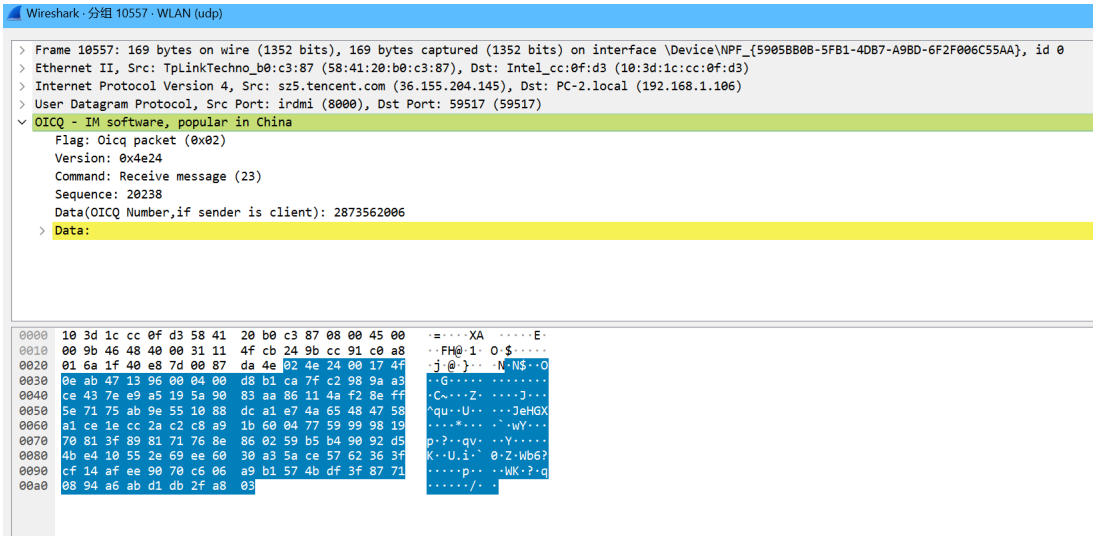 Wireshark · 分组 10557 · WLAN (udp)
Frame 10557: 169 bytes on wire (1352 bits), 169 bytes captured (1352 bits) on interface \Device\NPF_{5905BB0B-5FB1-4DB7-A9BD-6F2F006C55AA}, id 0
Ethernet II, Src: TpLinkTechno_b0:c3:87 (58:41:20:b0:c3:87), Dst: Intel_cc:0f:d3 (10:3d:1c:cc:0f:d3)
Internet Protocol Version 4, Src: sz5.tencent.com (36.155.204.145), Dst: PC-2.local (192.168.1.106)
User Datagram Protocol, Src Port: irdmi (8000), Dst Port: 59517 (59517)
OICQ - IM software, popular in China
Flag: Oicq packet (0x02)
Version: 0x4e24
Command: Receive message (23)
Sequence: 20238
Data(OICQ Number,if sender is client): 2873562006
Data:
0000 10 3d 1c cc 0f d3 58 41 20 b0 c3 87 08 00 45 00 ·=····XA ·····E·
0010 00 9b 46 48 40 00 31 11 4f cb 24 9b cc 91 c0 a8 ··FH@·1· O·$·····
0020 01 6a 1f 40 e8 7d 00 87 da 4e 02 4e 24 00 17 4f ·j·@·}·· ·N·N$··O
0030 0e ab 47 13 96 00 04 00 d8 b1 ca 7f c2 98 9a a3 ··G····· ········
0040 ce 43 7e e9 a5 19 5a 90 83 aa 86 11 4a f2 8e ff ·C~···Z· ····J···
0050 5e 71 75 ab 9e 55 10 88 dc a1 e7 4a 65 48 47 58 ^qu··U·· ···JeHGX
0060 a1 ce 1e cc 2a c2 c8 a9 1b 60 04 77 59 99 98 19 ····*··· ·`·wY···
0070 70 81 3f 89 81 71 76 8e 86 02 59 b5 b4 90 92 d5 p·?··qv· ··Y·····
0080 4b e4 10 55 2e 69 ee 60 30 a3 5a ce 57 62 36 3f K··U.i·` 0·Z·Wb6?
0090 cf 14 af ee 90 70 c6 06 a9 b1 57 4b df 3f 87 71 ·····p·· ··WK·?·q
00a0 08 94 a6 ab d1 db 2f a8 03 ······/· ·